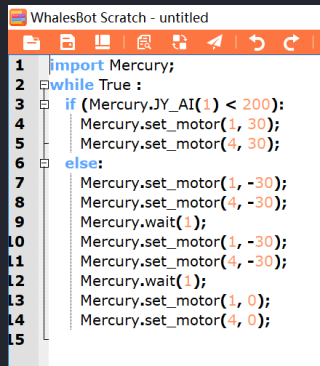 WhalesBot Scratch - untitled
1 import Mercury;
2 while True :
3 if (Mercury.JY_AI(1) < 200):
4 Mercury.set_motor(1, 30);
5 Mercury.set_motor(4, 30);
6 else:
7 Mercury.set_motor(1, -30);
8 Mercury.set_motor(4, -30);
9 Mercury.wait(1);
10 Mercury.set_motor(1, -30);
11 Mercury.set_motor(4, -30);
12 Mercury.wait(1);
13 Mercury.set_motor(1, 0);
14 Mercury.set_motor(4, 0);
15